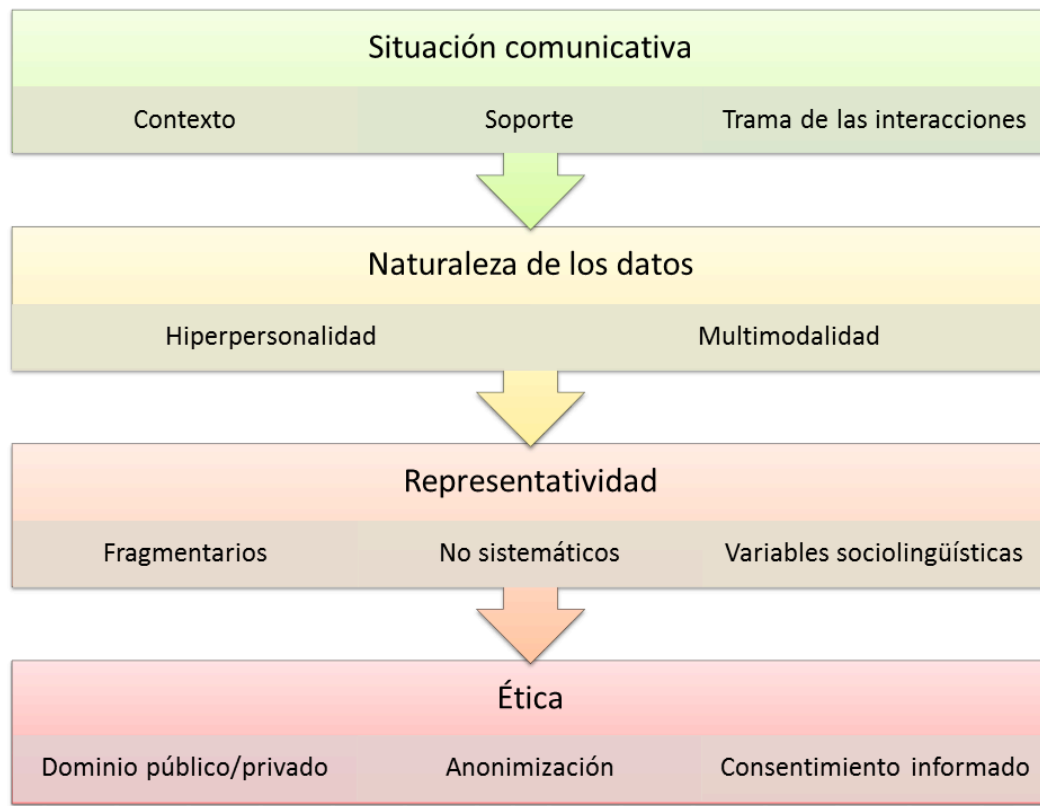 Situación comunicativa
Contexto Soporte Trama de las interacciones
Naturaleza de los datos
Hiperpersonalidad Multimodalidad
Representatividad
Fragmentarios No sistemáticos Variables sociolingüísticas
Ética
Dominio público/privado Anonimización Consentimiento informado